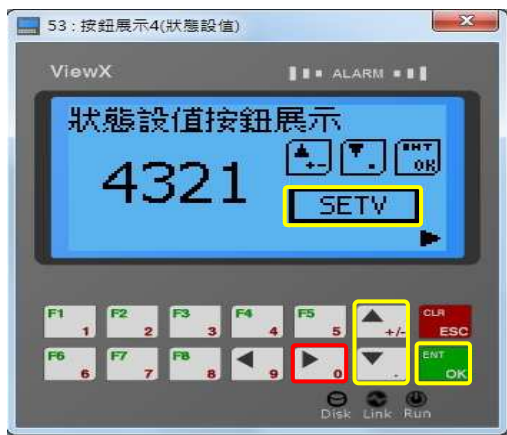 53 : 按鈕展示4(狀態設值)
ViewX
ALARM
狀態設值按鈕展示
4321
+-
.
ENT
OK
SETV
F1 1
F2 2
F3 3
F4 4
F5 5
+/-
CLR ESC
F6 6
F7 7
F8 8
9
0
.
ENT OK
Disk Link Run